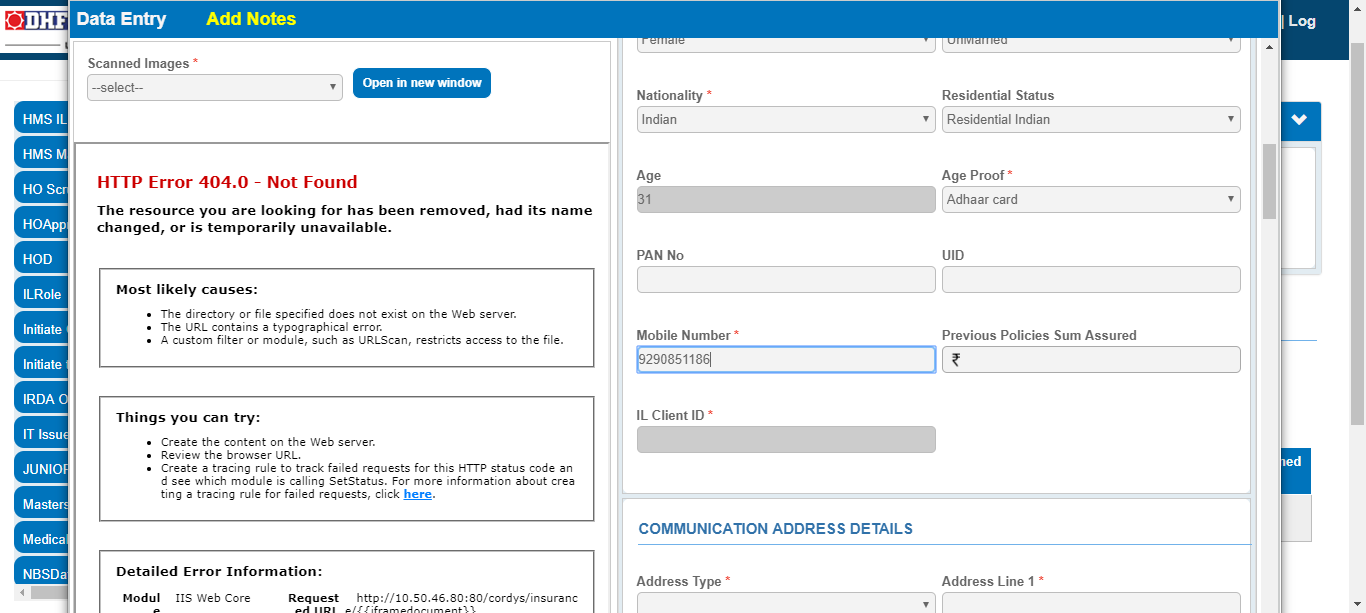 DHF
Data Entry
Add Notes
| Log
HMS IL
HMS M
HO Scr
HOApp
HOD
ILRole
Initiate
Initiate
IRDA O
IT Issue
JUNIOR
Masters
Medical
NBSDa
Scanned Images *
--select--
Open in new window
HTTP Error 404.0 - Not Found
The resource you are looking for has been removed, had its name
changed, or is temporarily unavailable.
Most likely causes:
• The directory or file specified does not exist on the Web server.
• The URL contains a typographical error.
• A custom filter or module, such as URLScan, restricts access to the file.
Things you can try:
• Create the content on the Web server.
• Review the browser URL.
• Create a tracing rule to track failed requests for this HTTP status code an
d see which module is calling SetStatus. For more information about crea
ting a tracing rule for failed requests, click here.
Detailed Error Information:
Modul
e
IIS Web Core
Request
ed URL
http://10.50.46.80:80/cordys/insuranc
e/{{iframedocument}}
Female
UnMarried
Nationality *
Residential Status
Indian
Residential Indian
Age
Age Proof *
31
Adhaar card
PAN No
UID
Mobile Number *
Previous Policies Sum Assured
9290851186
₹
IL Client ID *
COMMUNICATION ADDRESS DETAILS
Address Type *
Address Line 1 *
ned